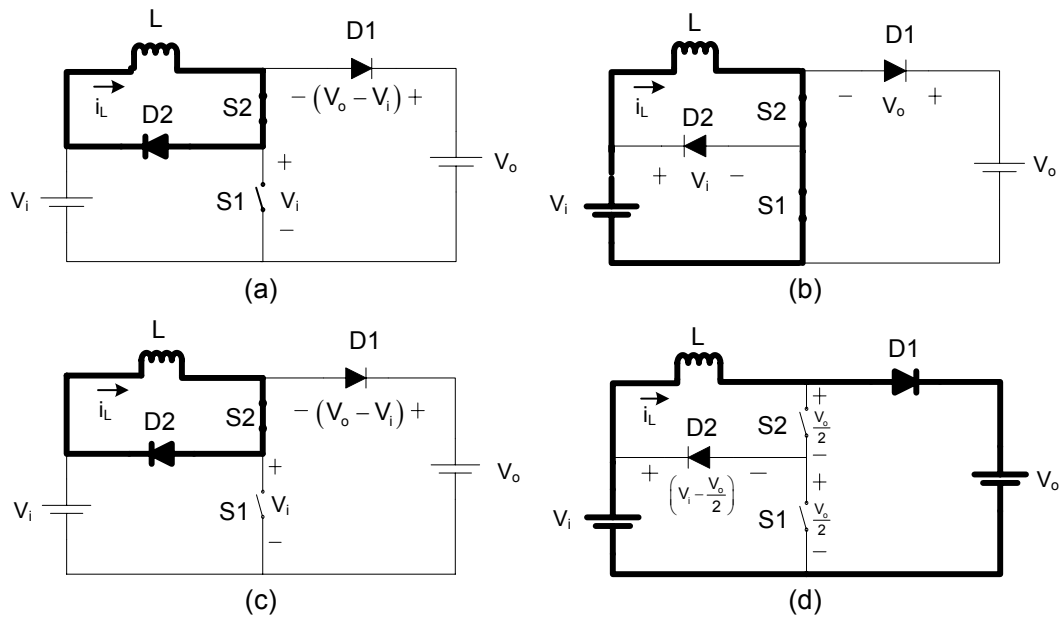 L
D1
i_L
D2
S2
− (V_o − V_i) +
+
V_i
S1
V_i
−
V_o
(a)
L
D1
i_L
D2
S2
− V_o +
+ V_i −
S1
V_i
V_o
(b)
L
D1
i_L
D2
S2
− (V_o − V_i) +
+
V_i
S1
V_i
−
V_o
(c)
L
D1
i_L
D2
S2
+
V_o/2
−
+ (V_i − V_o/2) −
S1
+
V_o/2
−
V_i
V_o
(d)